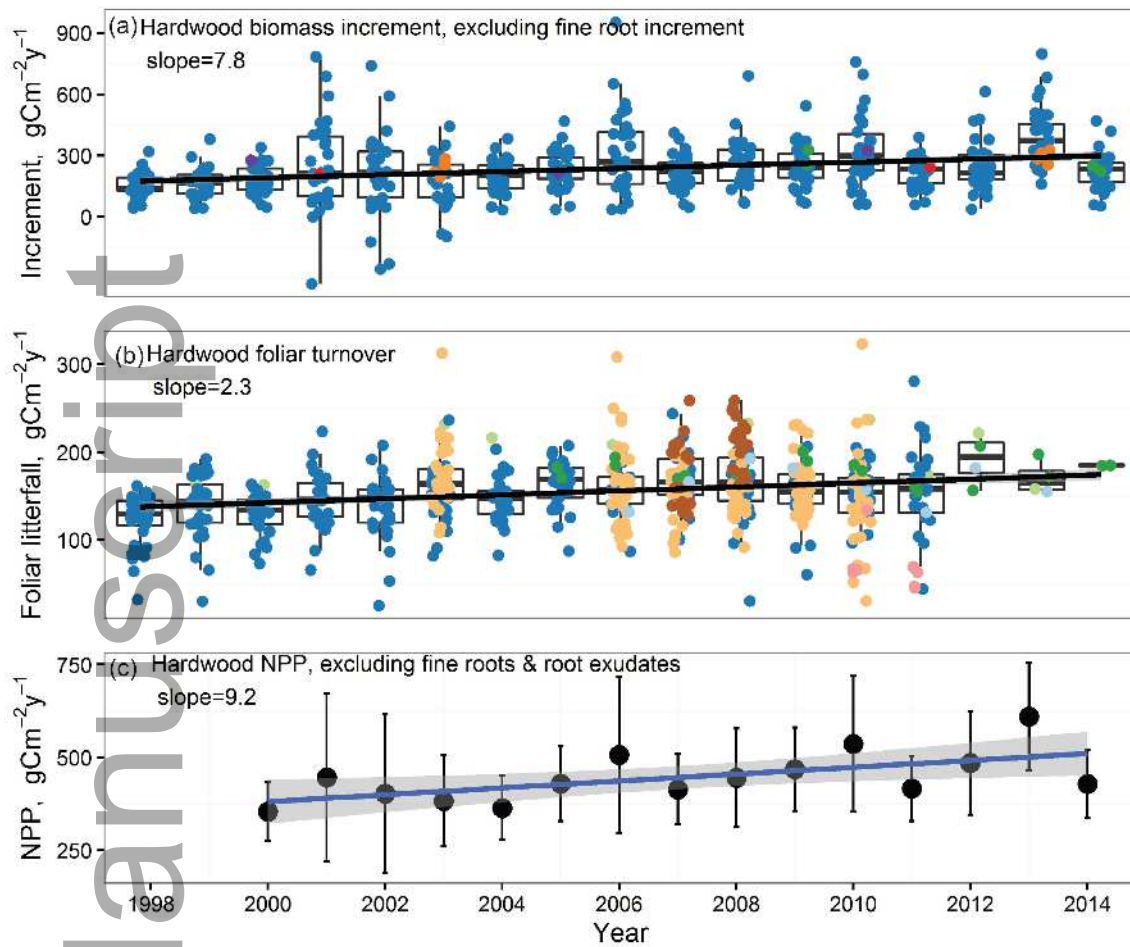 (a) Hardwood biomass increment, excluding fine root increment
slope=7.8
900
600
300
0
Increment, gCm−2y−1
(b) Hardwood foliar turnover
slope=2.3
300
200
100
Foliar litterfall, gCm−2y−1
(c) Hardwood NPP, excluding fine roots & root exudates
slope=9.2
750
500
250
NPP, gCm−2y−1
1998 2000 2002 2004 2006 2008 2010 2012 2014
Year
anuscript